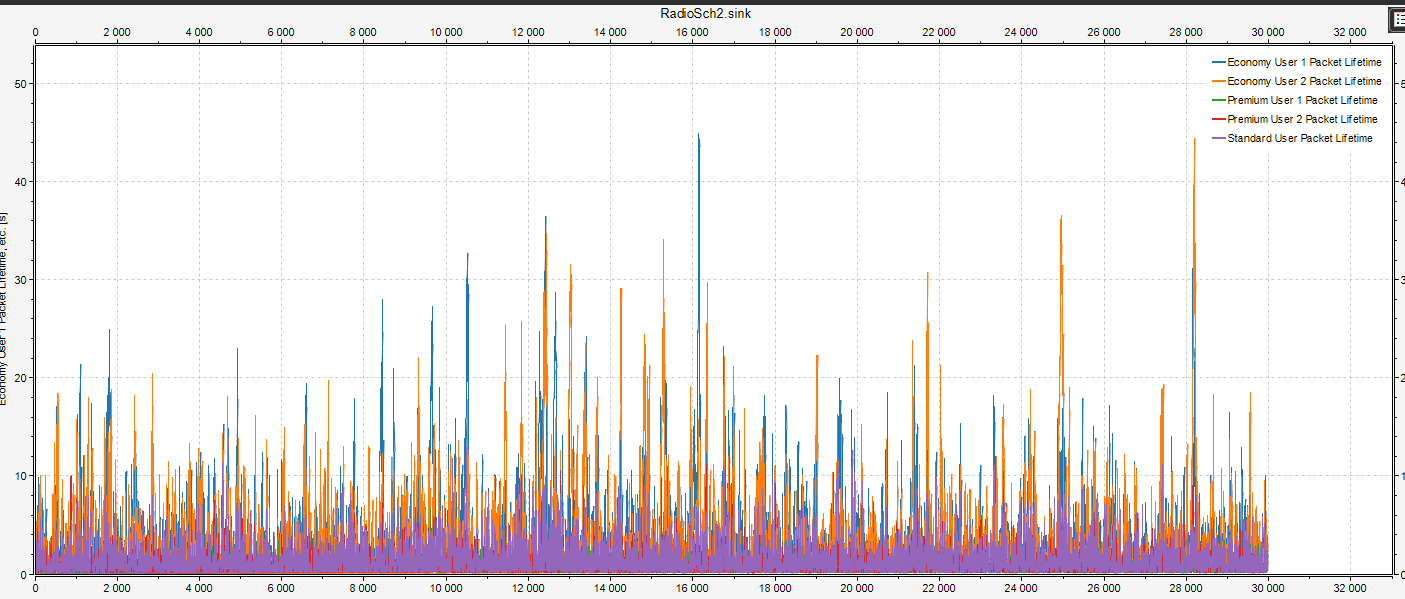 RadioSch2.sink
0 2 000 4 000 6 000 8 000 10 000 12 000 14 000 16 000 18 000 20 000 22 000 24 000 26 000 28 000 30 000 32 000
Economy User 1 Packet Lifetime
Economy User 2 Packet Lifetime
Premium User 1 Packet Lifetime
Premium User 2 Packet Lifetime
Standard User Packet Lifetime
50
40
30
20
10
0
Economy User 1 Packet Lifetime, etc. [s]
0 2 000 4 000 6 000 8 000 10 000 12 000 14 000 16 000 18 000 20 000 22 000 24 000 26 000 28 000 30 000 32 000